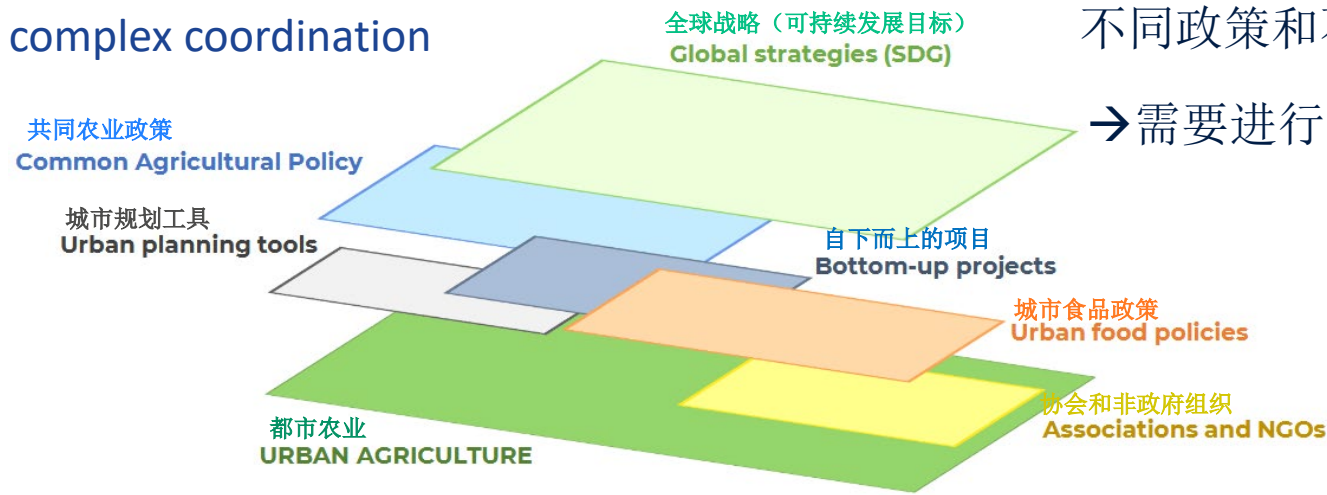 complex coordination
全球战略（可持续发展目标）
Global strategies (SDG)
不同政策和
→需要进行
共同农业政策
Common Agricultural Policy
城市规划工具
Urban planning tools
自下而上的项目
Bottom-up projects
城市食品政策
Urban food policies
协会和非政府组织
Associations and NGOs
都市农业
URBAN AGRICULTURE